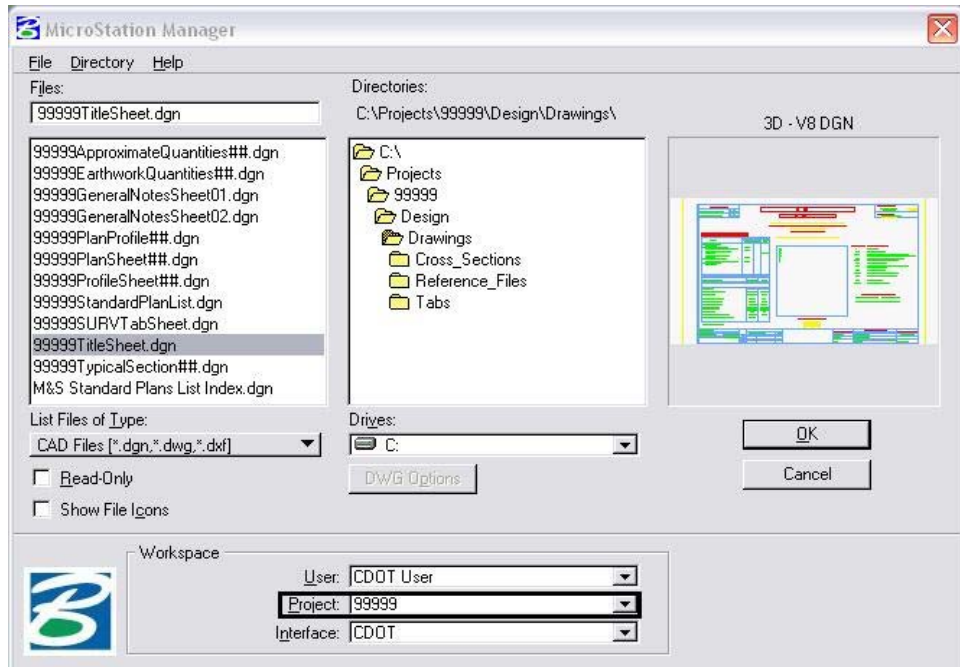 MicroStation Manager
File Directory Help
Files:
99999TitleSheet.dgn
99999ApproximateQuantities##.dgn
99999EarthworkQuantities##.dgn
99999GeneralNotesSheet01.dgn
99999GeneralNotesSheet02.dgn
99999PlanProfile##.dgn
99999PlanSheet##.dgn
99999ProfileSheet##.dgn
99999StandardPlanList.dgn
99999SURVTabSheet.dgn
99999TitleSheet.dgn
99999TypicalSection##.dgn
M&S Standard Plans List Index.dgn
List Files of Type:
CAD Files [*.dgn,*.dwg,*.dxf]
Read-Only
Show File Icons
Directories:
C:\Projects\99999\Design\Drawings\
C:\
Projects
99999
Design
Drawings
Cross_Sections
Reference_Files
Tabs
Drives:
C:
DWG Options
3D - V8 DGN
OK
Cancel
Workspace
User: CDOT User
Project: 99999
Interface: CDOT